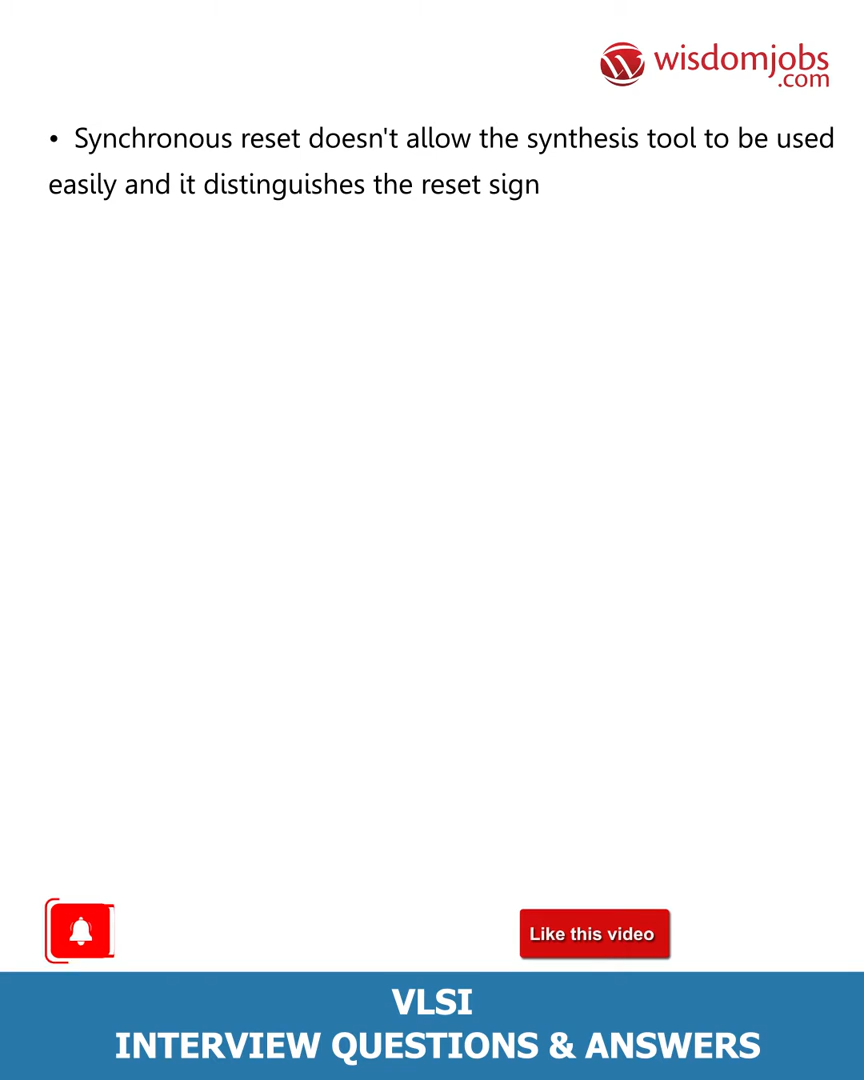 wisdomjobs
.com
• Synchronous reset doesn't allow the synthesis tool to be used
easily and it distinguishes the reset sign
Like this video
VLSI
INTERVIEW QUESTIONS & ANSWERS